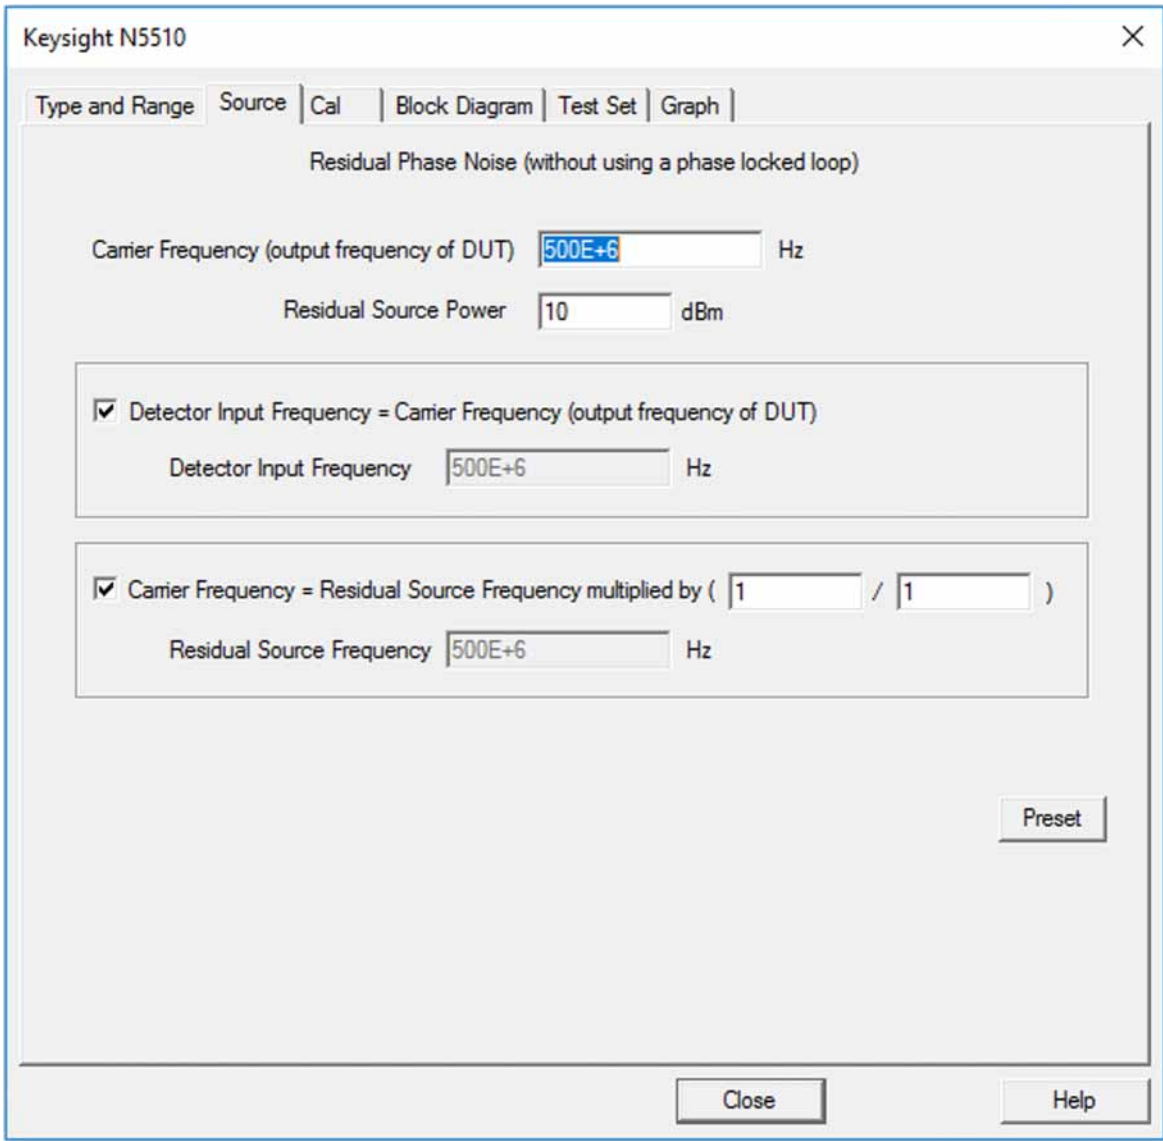 Keysight N5510
Type and Range Source Cal Block Diagram Test Set Graph
Residual Phase Noise (without using a phase locked loop)
Carrier Frequency (output frequency of DUT) 500E+6 Hz
Residual Source Power 10 dBm
Detector Input Frequency = Carrier Frequency (output frequency of DUT)
Detector Input Frequency 500E+6 Hz
Carrier Frequency = Residual Source Frequency multiplied by ( 1 / 1 )
Residual Source Frequency 500E+6 Hz
Preset
Close Help